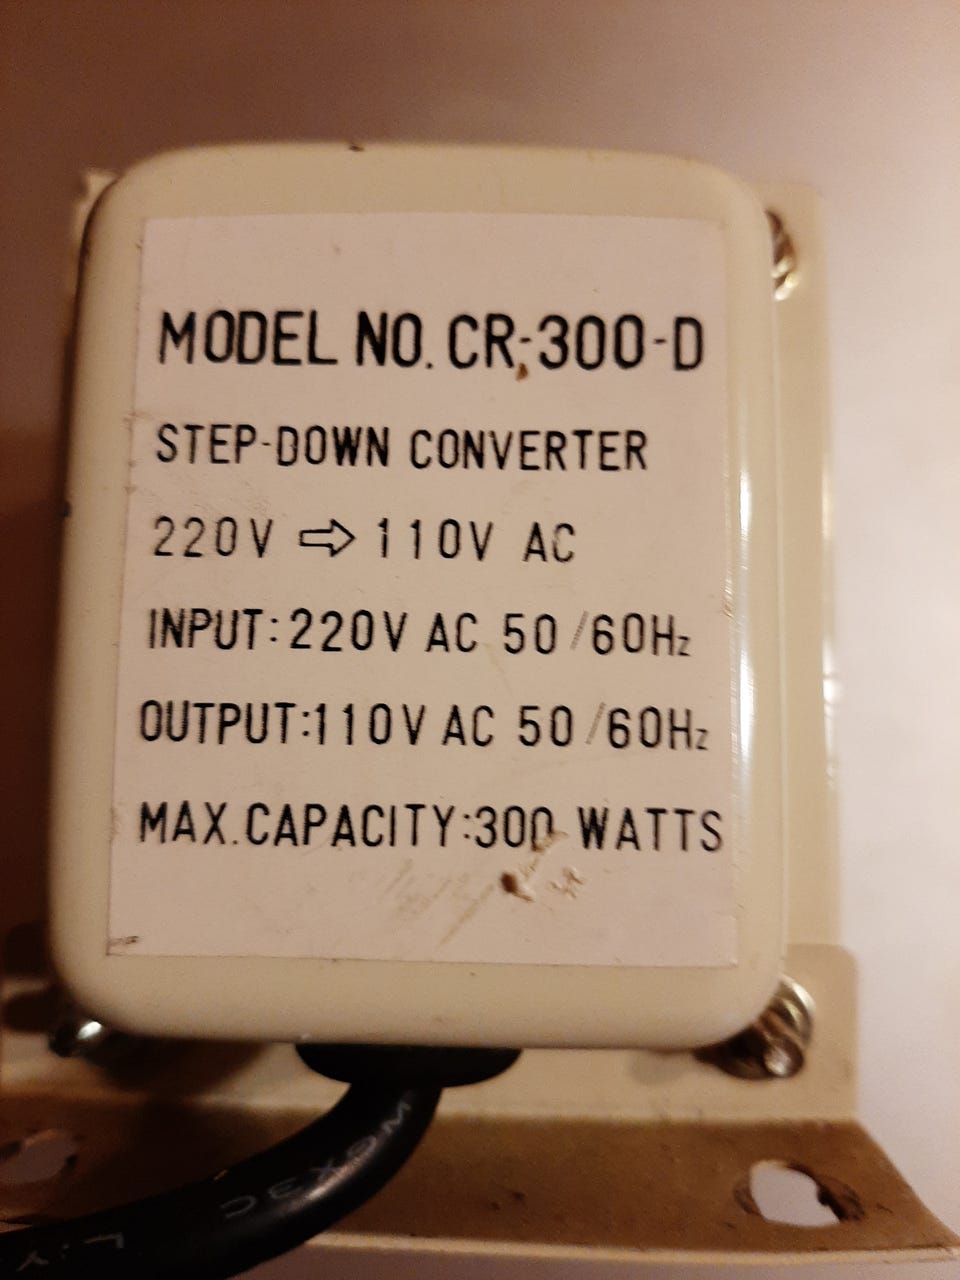 MODEL NO. CR-300-D
STEP-DOWN CONVERTER
220V ⇨ 110V AC
INPUT: 220V AC 50/60Hz
OUTPUT: 110V AC 50/60Hz
MAX. CAPACITY: 300 WATTS